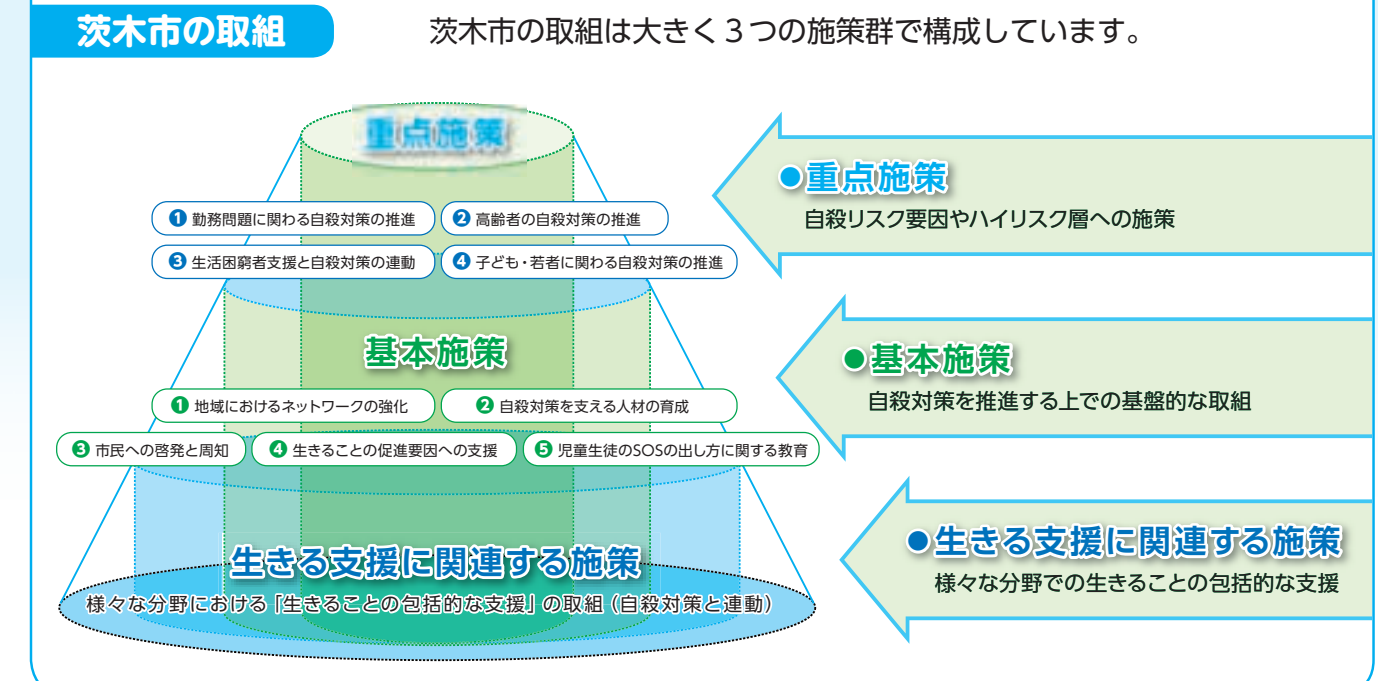 茨木市の取組
茨木市の取組は大きく３つの施策群で構成しています。
重点施策
❶ 勤務問題に関わる自殺対策の推進
❷ 高齢者の自殺対策の推進
❸ 生活困窮者支援と自殺対策の連動
❹ 子ども・若者に関わる自殺対策の推進
基本施策
❶ 地域におけるネットワークの強化
❷ 自殺対策を支える人材の育成
❸ 市民への啓発と周知
❹ 生きることの促進要因への支援
❺ 児童生徒のSOSの出し方に関する教育
生きる支援に関連する施策
様々な分野における「生きることの包括的な支援」の取組（自殺対策と連動）
●重点施策
自殺リスク要因やハイリスク層への施策
●基本施策
自殺対策を推進する上での基盤的な取組
●生きる支援に関連する施策
様々な分野での生きることの包括的な支援